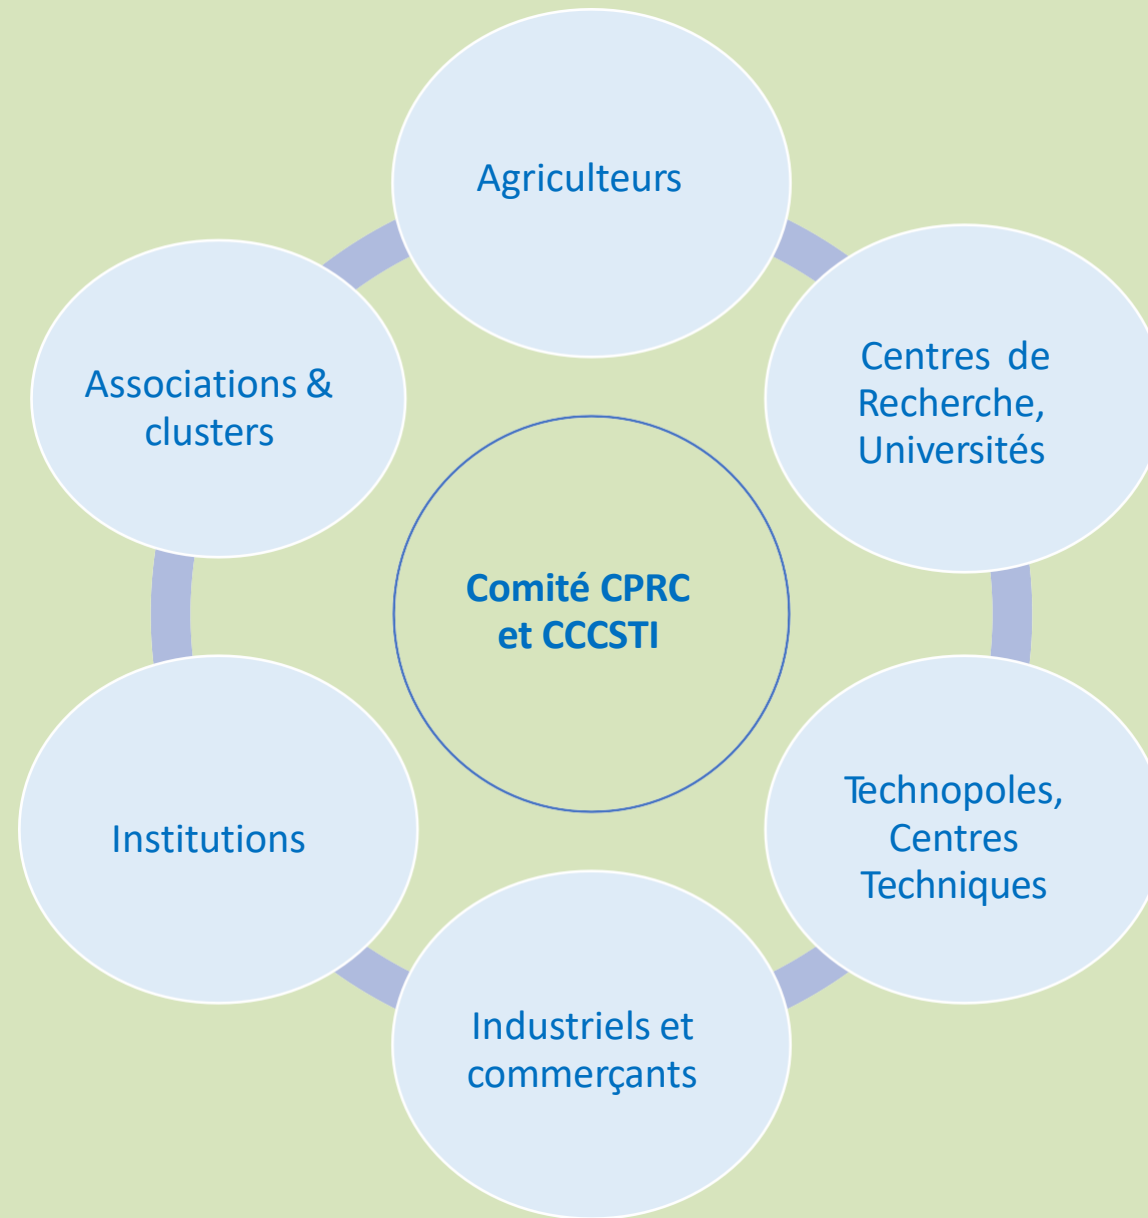 Agriculteurs
Centres de
Recherche,
Universités
Technopoles,
Centres
Techniques
Industriels et
commerçants
Institutions
Associations &
clusters
Comité CPRC
et CCCSTI